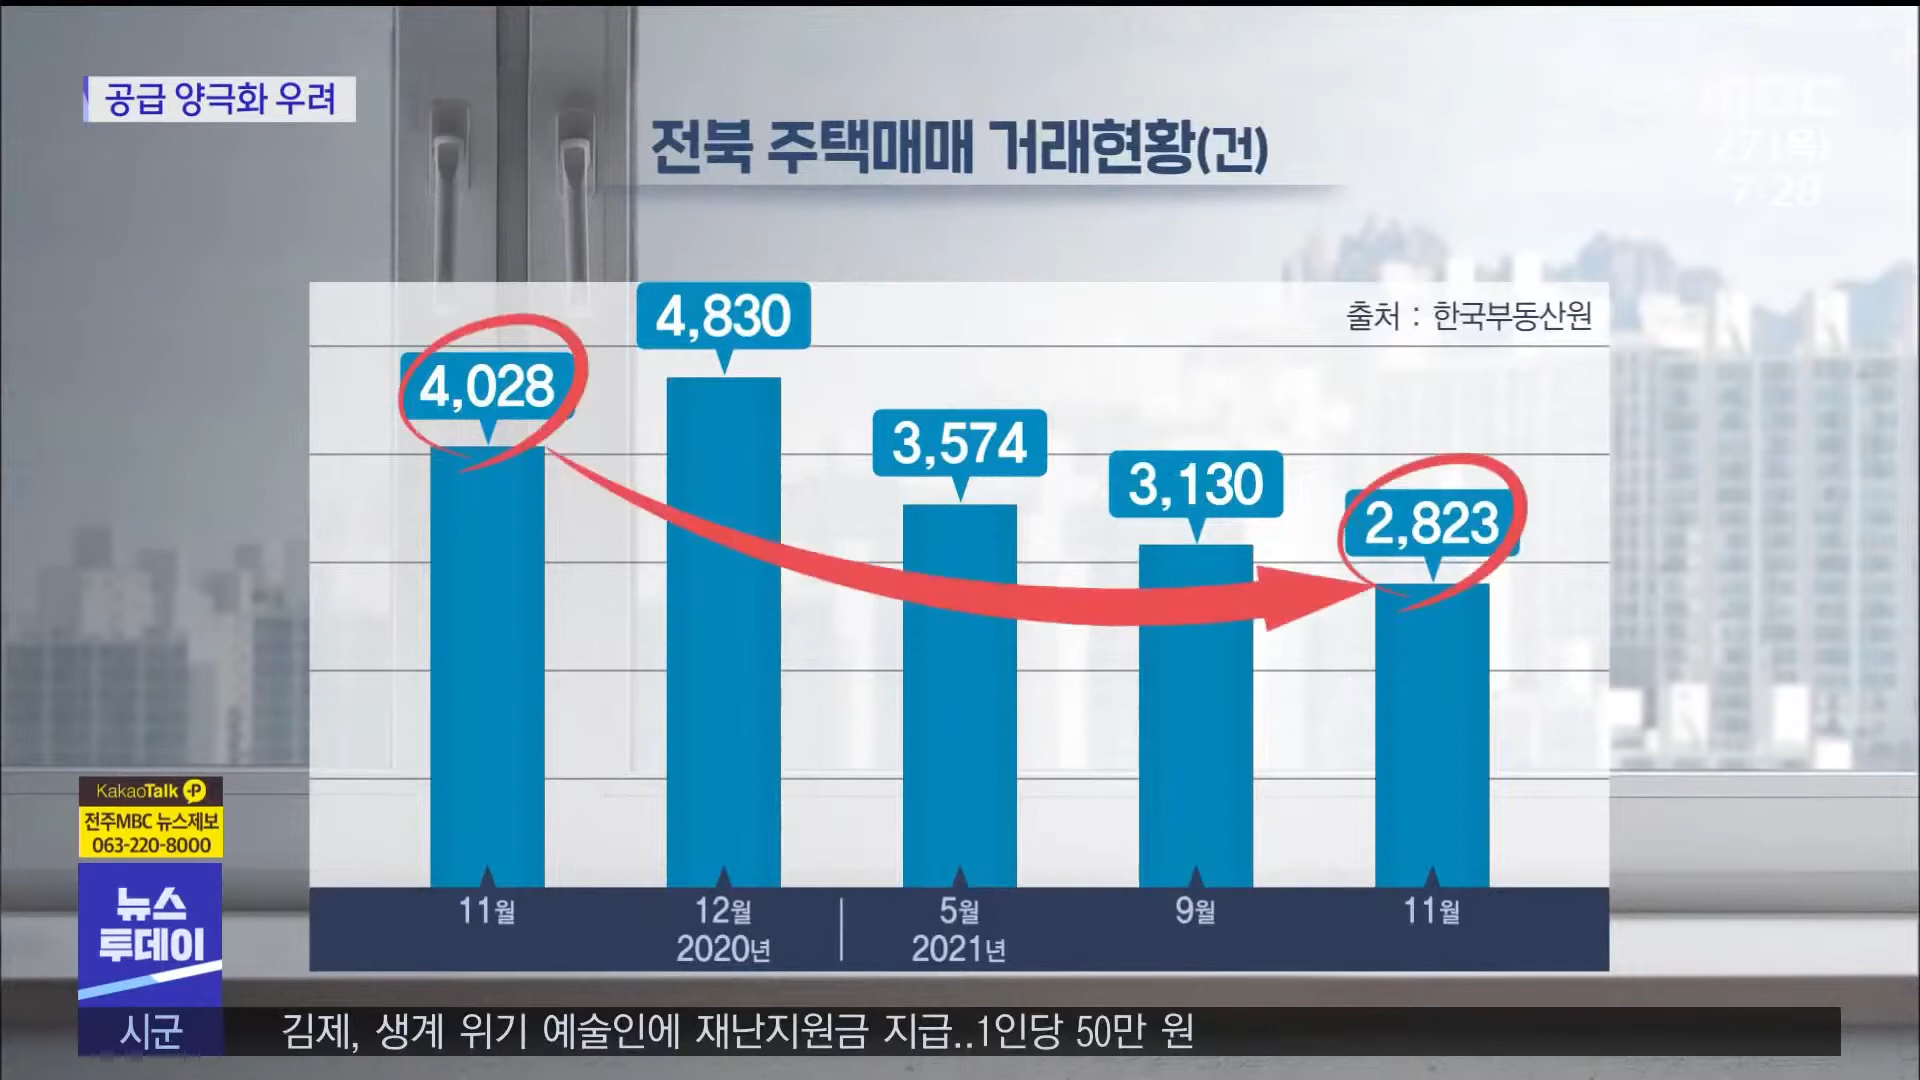 공급 양극화 우려
전북 주택매매 거래현황(건)
MBC
27(목)
7:28
출처 : 한국부동산원
4,028
4,830
3,574
3,130
2,823
11월
12월
5월
9월
11월
2020년
2021년
KakaoTalk P
전주MBC 뉴스제보
063-220-8000
뉴스
투데이
시군
김제, 생계 위기 예술인에 재난지원금 지급..1인당 50만 원